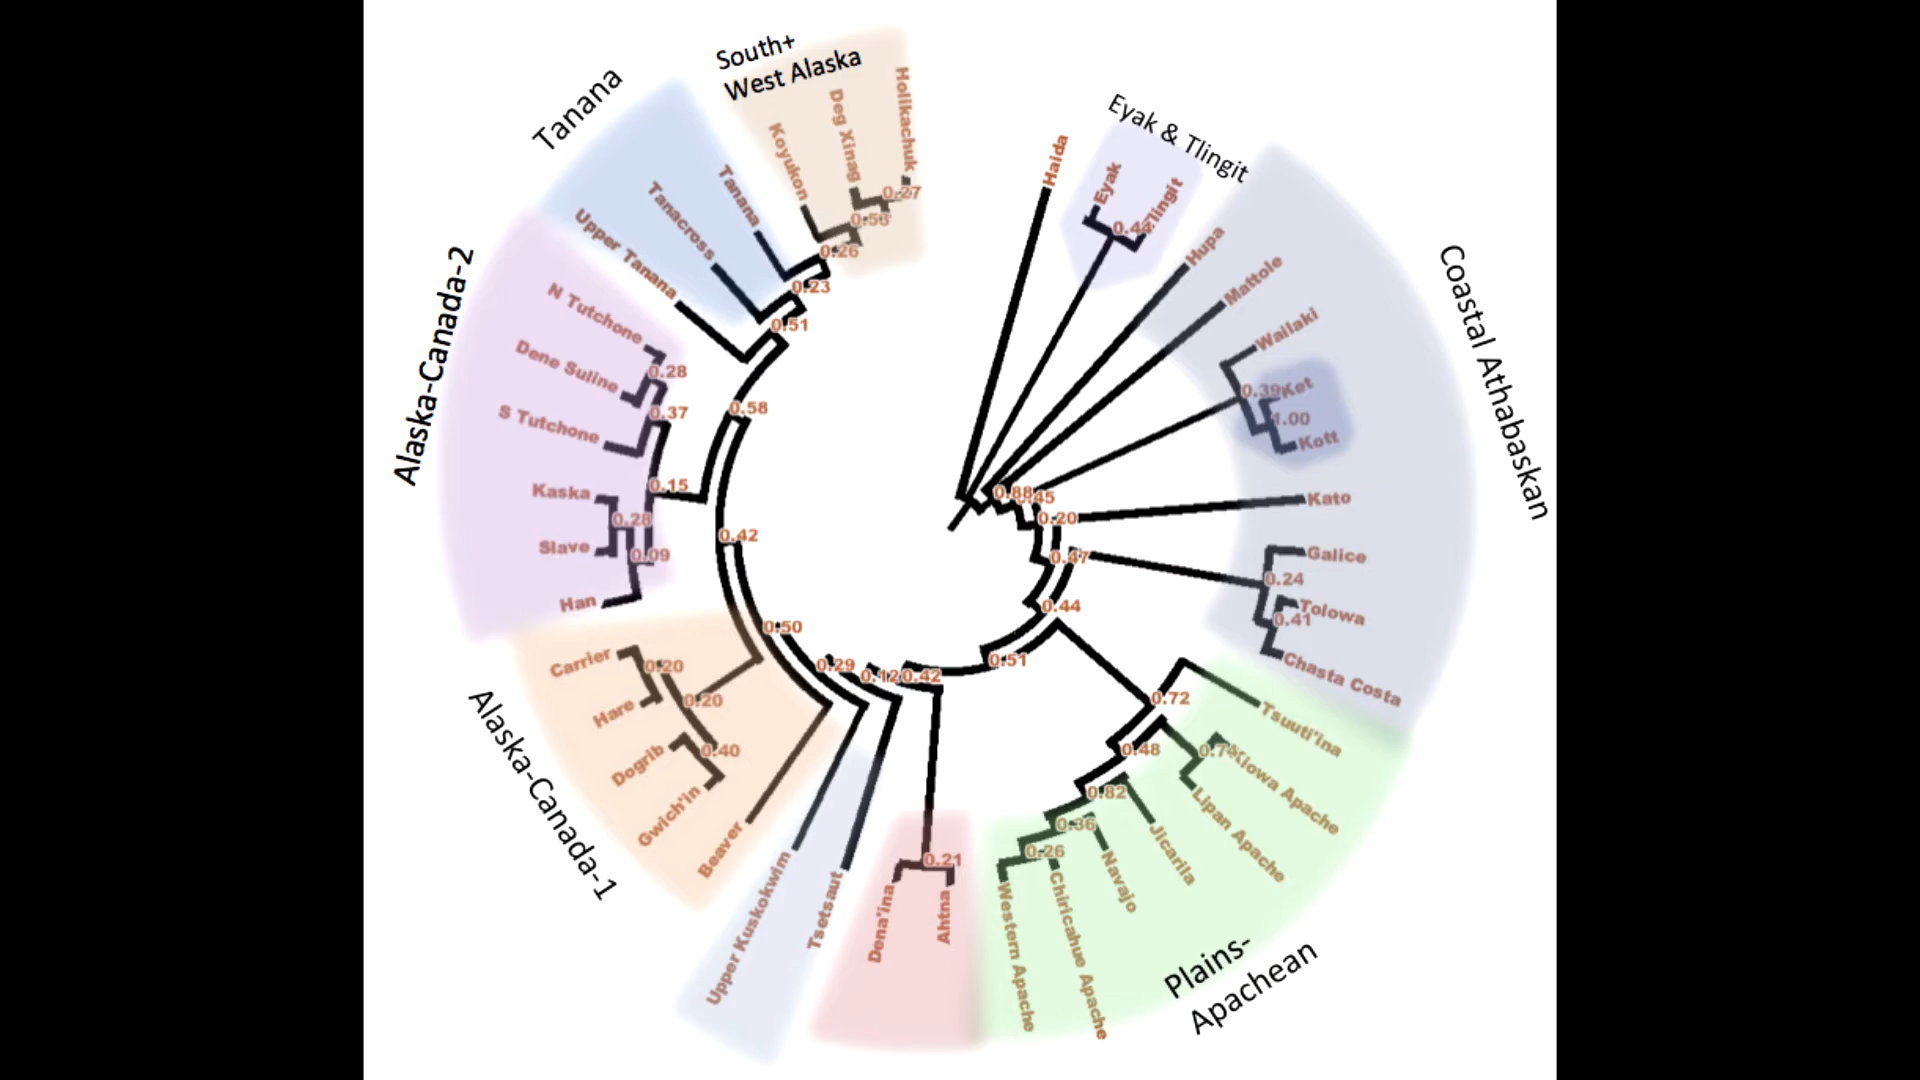 South+
West Alaska
Tanana
Alaska-Canada-2
Alaska-Canada-1
Eyak & Tlingit
Coastal Athabaskan
Plains-
Apachean
Haida
Eyak
Tlingit
0.44
Hupa
Mattole
Wailaki
0.39
Ket
1.00
Kott
Kato
Galice
0.24
Tolowa
0.41
Chasta Costa
Tsuuti'ina
0.72
0.74
Kiowa Apache
Lipan Apache
0.48
Jicarila
0.82
Navajo
0.36
0.26
Chiricahue Apache
Western Apache
Ahtna
0.21
Dena'ina
Tsetsaut
Upper Kuskokwim
Beaver
Gwich'in
0.40
Dogrib
0.20
Hare
0.20
Carrier
Han
0.09
Slave
0.28
Kaska
0.15
S Tutchone
0.37
Dene Suline
0.28
N Tutchone
Upper Tanana
0.51
Tanacross
0.23
Tanana
0.26
Koyukon
Deg Xinag
0.27
Holikachuk
0.58
0.42
0.50
0.29
0.12
0.42
0.51
0.44
0.47
0.20
0.88